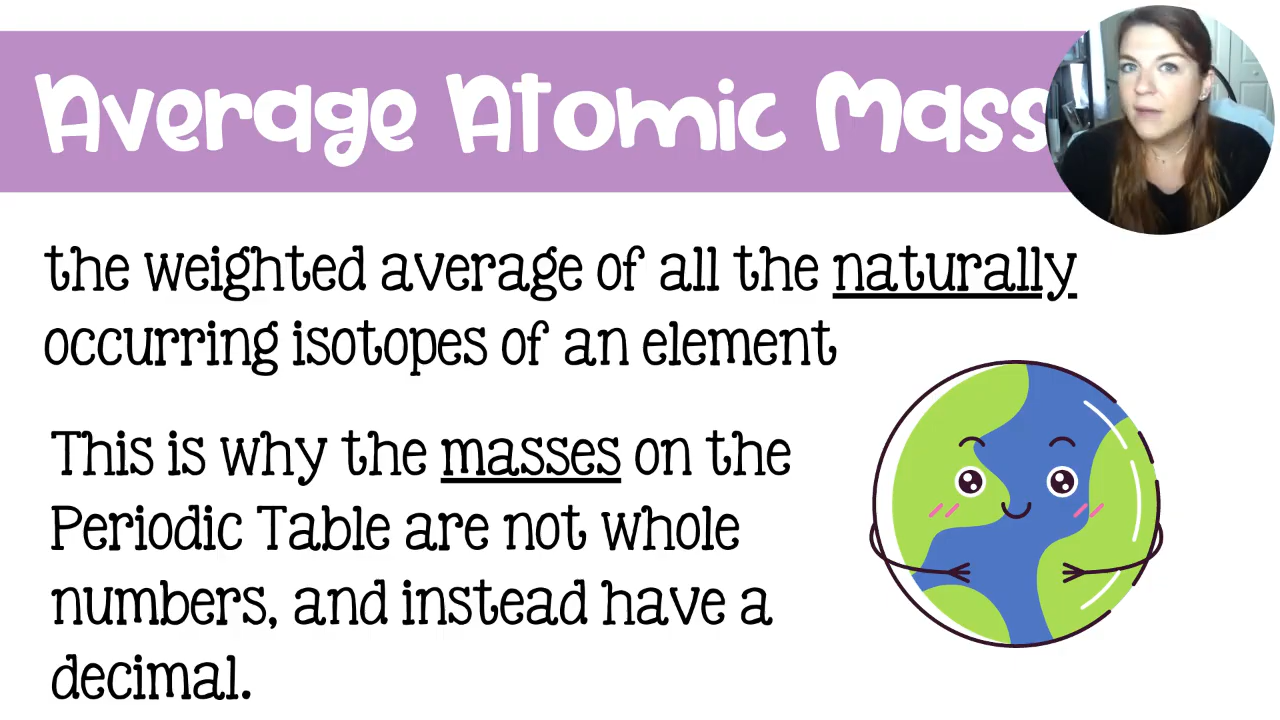 Average Atomic Mass
the weighted average of all the naturally
occurring isotopes of an element
This is why the masses on the
Periodic Table are not whole
numbers, and instead have a
decimal.